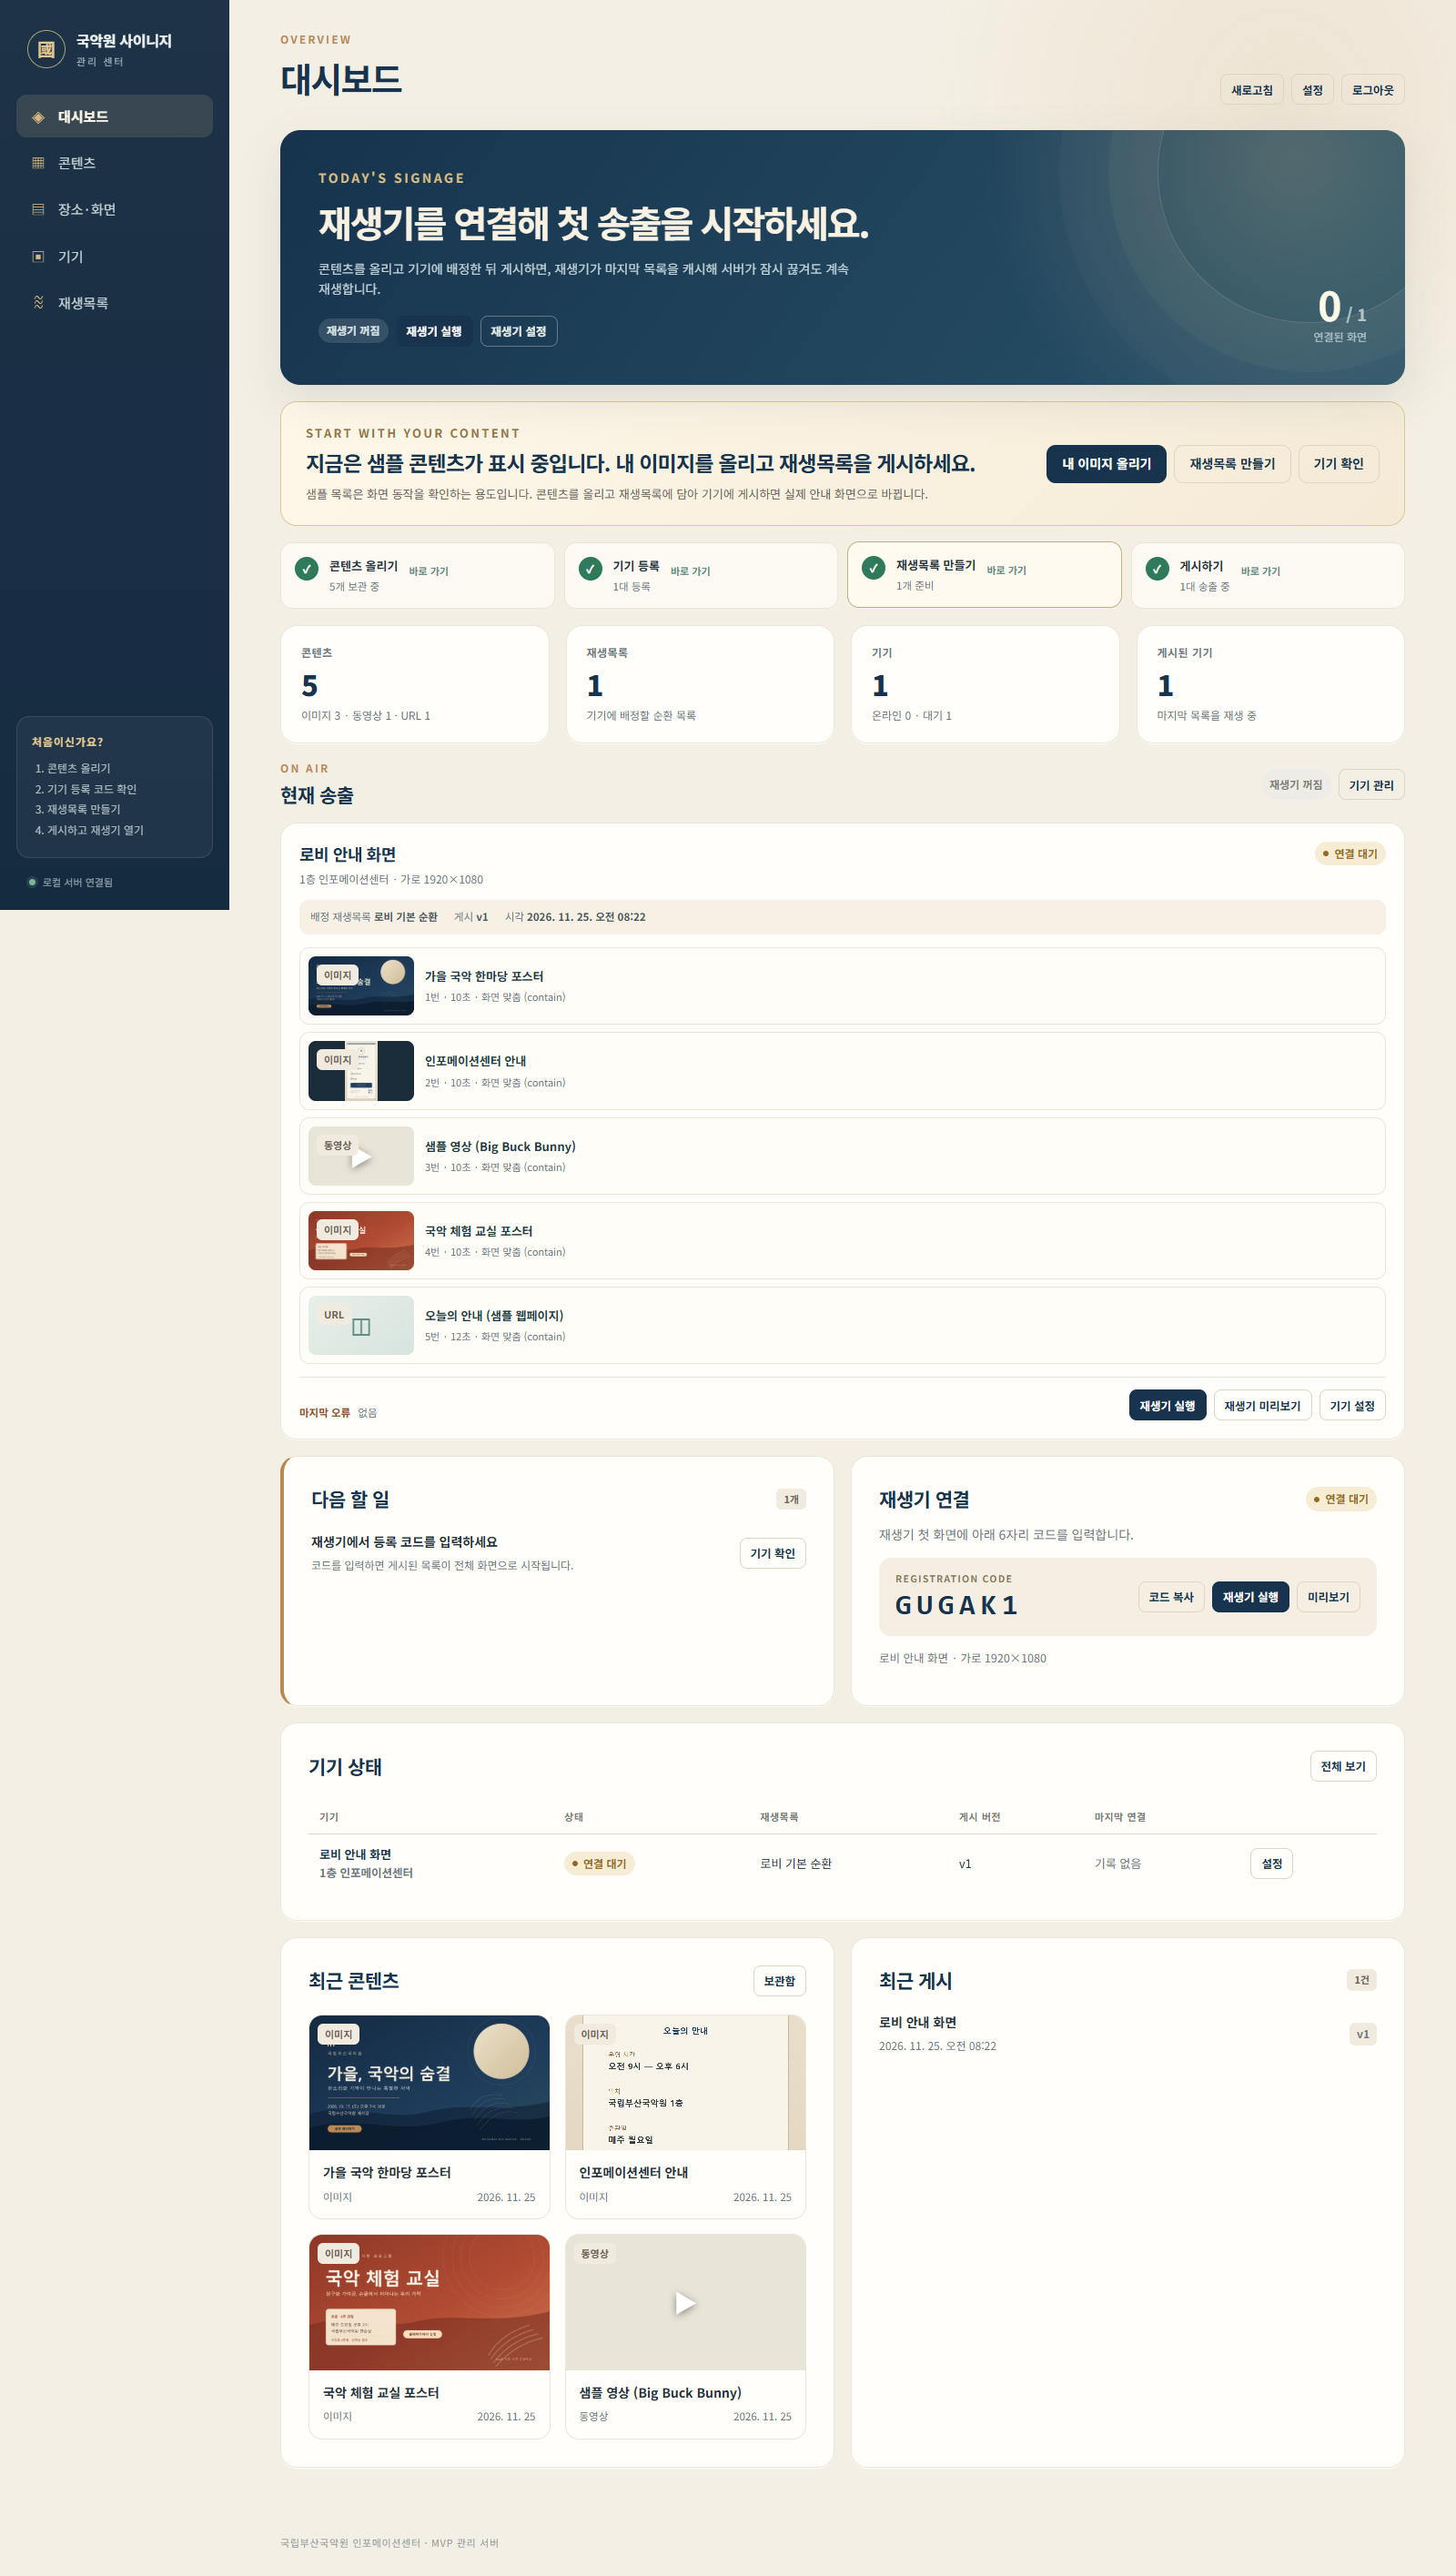 國
국악원 사이니지
관리 센터
대시보드
콘텐츠
장소·화면
기기
재생목록
처음이신가요?
1. 콘텐츠 올리기
2. 기기 등록 코드 확인
3. 재생목록 만들기
4. 게시하고 재생기 열기
로컬 서버 연결됨
OVERVIEW
대시보드
새로고침
설정
로그아웃
TODAY'S SIGNAGE
재생기를 연결해 첫 송출을 시작하세요.
콘텐츠를 올리고 기기에 배정한 뒤 게시하면, 재생기가 마지막 목록을 캐시해 서버가 잠시 끊겨도 계속
재생합니다.
재생기 꺼짐
재생기 실행
재생기 설정
0 / 1
연결된 화면
START WITH YOUR CONTENT
지금은 샘플 콘텐츠가 표시 중입니다. 내 이미지를 올리고 재생목록을 게시하세요.
샘플 목록은 화면 동작을 확인하는 용도입니다. 콘텐츠를 올리고 재생목록에 담아 기기에 게시하면 실제 안내 화면으로 바뀝니다.
내 이미지 올리기
재생목록 만들기
기기 확인
콘텐츠 올리기
바로 가기
5개 보관 중
기기 등록
바로 가기
1대 등록
재생목록 만들기
바로 가기
1개 준비
게시하기
바로 가기
1대 송출 중
콘텐츠
5
이미지 3 · 동영상 1 · URL 1
재생목록
1
기기에 배정할 순환 목록
기기
1
온라인 0 · 대기 1
게시된 기기
1
마지막 목록을 재생 중
ON AIR
현재 송출
재생기 꺼짐
기기 관리
로비 안내 화면
1층 인포메이션센터 · 가로 1920×1080
연결 대기
배정 재생목록 로비 기본 순환 게시 v1 시각 2026. 11. 25. 오전 08:22
이미지
가을 국악 한마당 포스터
1번 · 10초 · 화면 맞춤 (contain)
이미지
인포메이션센터 안내
2번 · 10초 · 화면 맞춤 (contain)
동영상
샘플 영상 (Big Buck Bunny)
3번 · 10초 · 화면 맞춤 (contain)
이미지
국악 체험 교실 포스터
4번 · 10초 · 화면 맞춤 (contain)
URL
오늘의 안내 (샘플 웹페이지)
5번 · 12초 · 화면 맞춤 (contain)
마지막 오류 없음
재생기 실행
재생기 미리보기
기기 설정
다음 할 일
1개
재생기에서 등록 코드를 입력하세요
코드를 입력하면 게시된 목록이 전체 화면으로 시작됩니다.
기기 확인
재생기 연결
연결 대기
재생기 첫 화면에 아래 6자리 코드를 입력합니다.
REGISTRATION CODE
GUGAK1
코드 복사
재생기 실행
미리보기
로비 안내 화면 · 가로 1920×1080
기기 상태
전체 보기
기기 상태 재생목록 게시 버전 마지막 연결
로비 안내 화면
1층 인포메이션센터
연결 대기
로비 기본 순환
v1
기록 없음
설정
최근 콘텐츠
보관함
이미지
가을, 국악의 숨결
가을 국악 한마당 포스터
이미지 2026. 11. 25
이미지
오늘의 안내
오전 9시 — 오후 6시
국립부산국악원 1층
매주 월요일
인포메이션센터 안내
이미지 2026. 11. 25
이미지
국악 체험 교실
국악 체험 교실 포스터
이미지 2026. 11. 25
동영상
샘플 영상 (Big Buck Bunny)
동영상 2026. 11. 25
최근 게시
1건
로비 안내 화면
2026. 11. 25. 오전 08:22
v1
국립부산국악원 인포메이션센터 · MVP 관리 서버